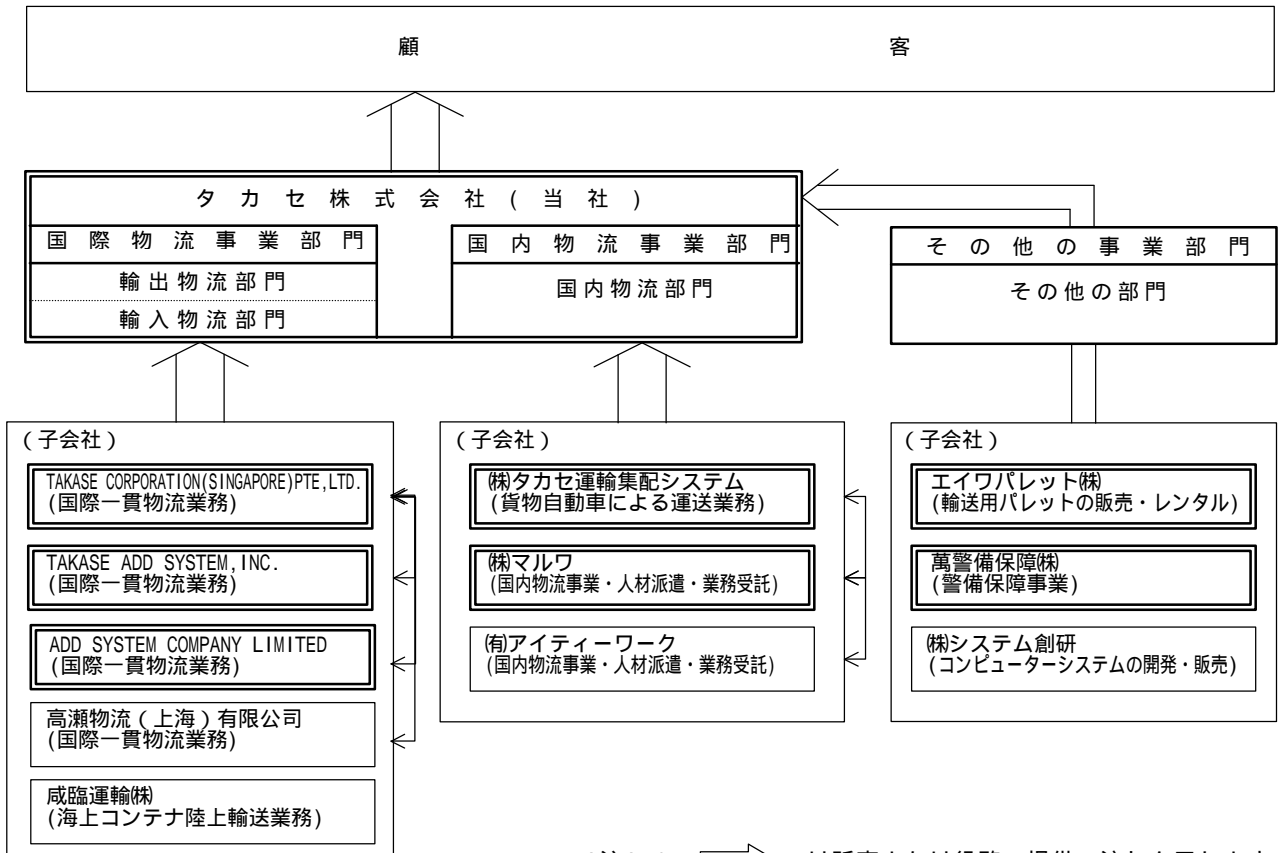 顧客
タカセ株式会社(当社)
国際物流事業部門
輸出物流部門
輸入物流部門
国内物流事業部門
国内物流部門
その他の事業部門
その他の部門
(子会社)
TAKASE CORPORATION(SINGAPORE)PTE,LTD.
(国際一貫物流業務)
TAKASE ADD SYSTEM,INC.
(国際一貫物流業務)
ADD SYSTEM COMPANY LIMITED
(国際一貫物流業務)
高瀬物流(上海)有限公司
(国際一貫物流業務)
咸臨運輸㈱
(海上コンテナ陸上輸送業務)
(子会社)
㈱タカセ運輸集配システム
(貨物自動車による運送業務)
㈱マルワ
(国内物流事業・人材派遣・業務受託)
㈲アイティーワーク
(国内物流事業・人材派遣・業務受託)
(子会社)
エイワパレット㈱
(輸送用パレットの販売・レンタル)
萬警備保障㈱
(警備保障事業)
㈱システム創研
(コンピューターシステムの開発・販売)